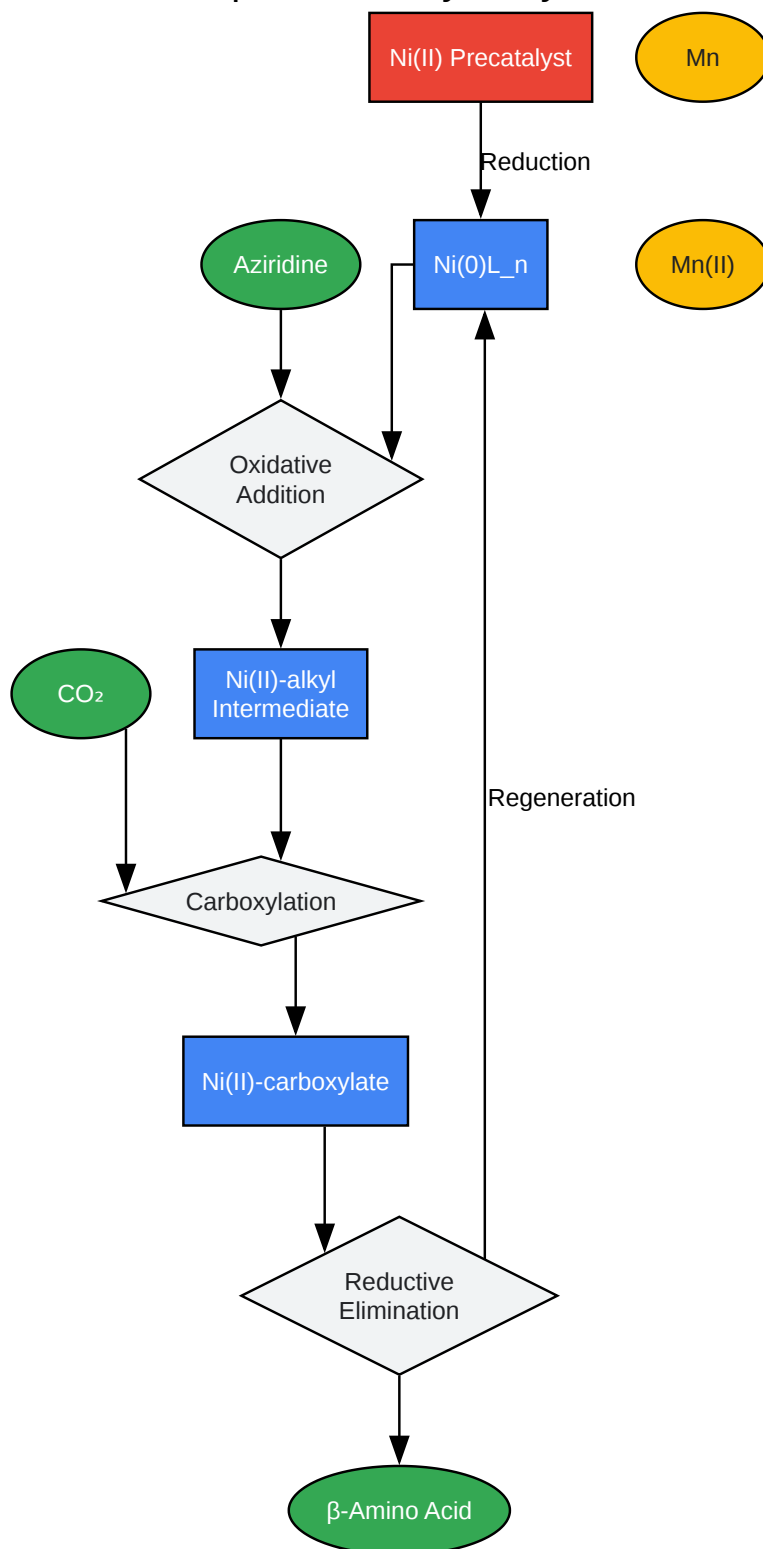 Ni(II) Precatalyst
Mn
Reduction
Aziridine
Ni(0)L_n
Mn(II)
Oxidative
Addition
CO₂
Ni(II)-alkyl
Intermediate
Regeneration
Carboxylation
Ni(II)-carboxylate
Reductive
Elimination
β-Amino Acid